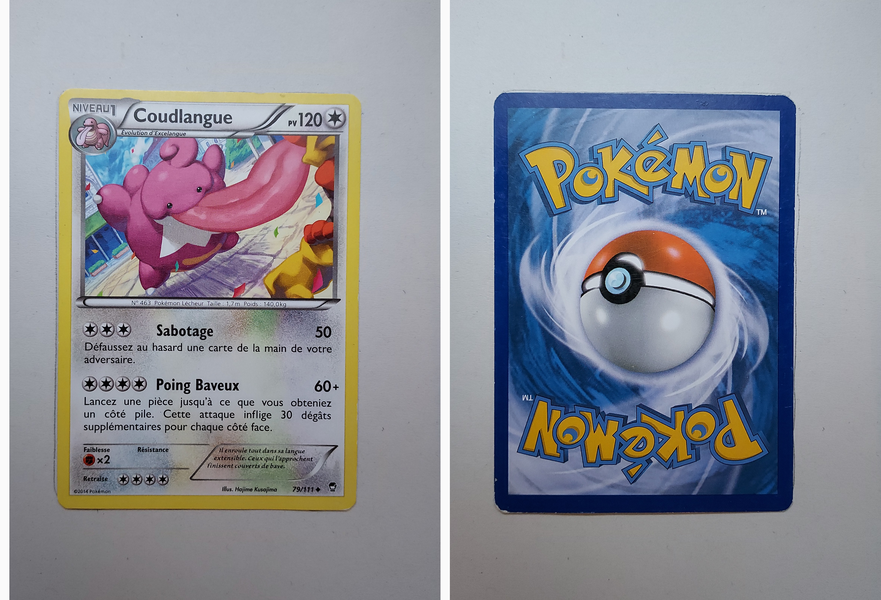 NIVEAU 1
Coudlangue
PV 120
Évolution d'Excelangue
N° 463 Pokémon Lécheur Taille : 1,7 m Poids : 140,0 kg
Sabotage 50
Défaussez au hasard une carte de la main de votre
adversaire.
Poing Baveux 60+
Lancez une pièce jusqu'à ce que vous obteniez
un côté pile. Cette attaque inflige 30 dégâts
supplémentaires pour chaque côté face.
Faiblesse Résistance
×2
Retraite
Il enroule tout dans sa langue
extensible. Ceux qui l'approchent
finissent couverts de bave.
©2014 Pokémon
Illus. Hajime Kusajima
79/111
POKéMON
TM
TM
POKéMON